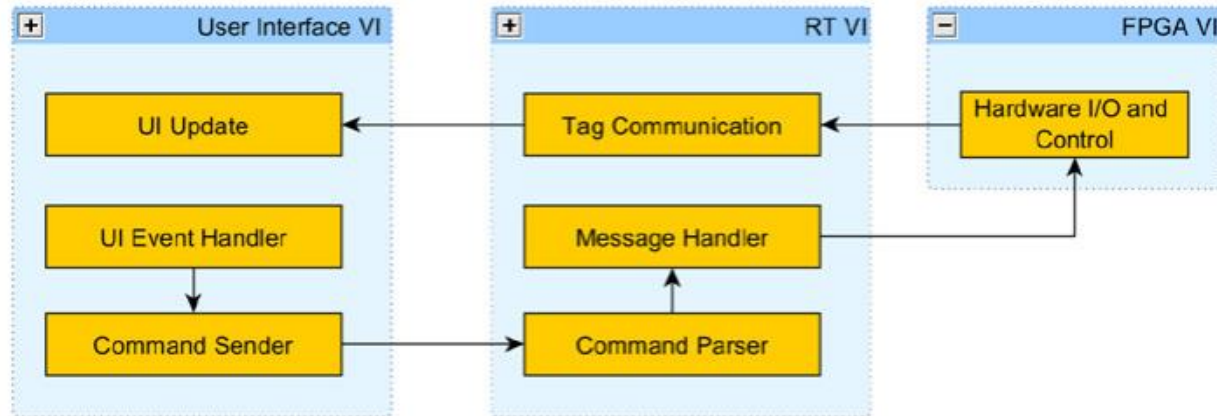 User Interface VI
RT VI
FPGA VI
UI Update
Tag Communication
Hardware I/O and
Control
UI Event Handler
Message Handler
Command Sender
Command Parser